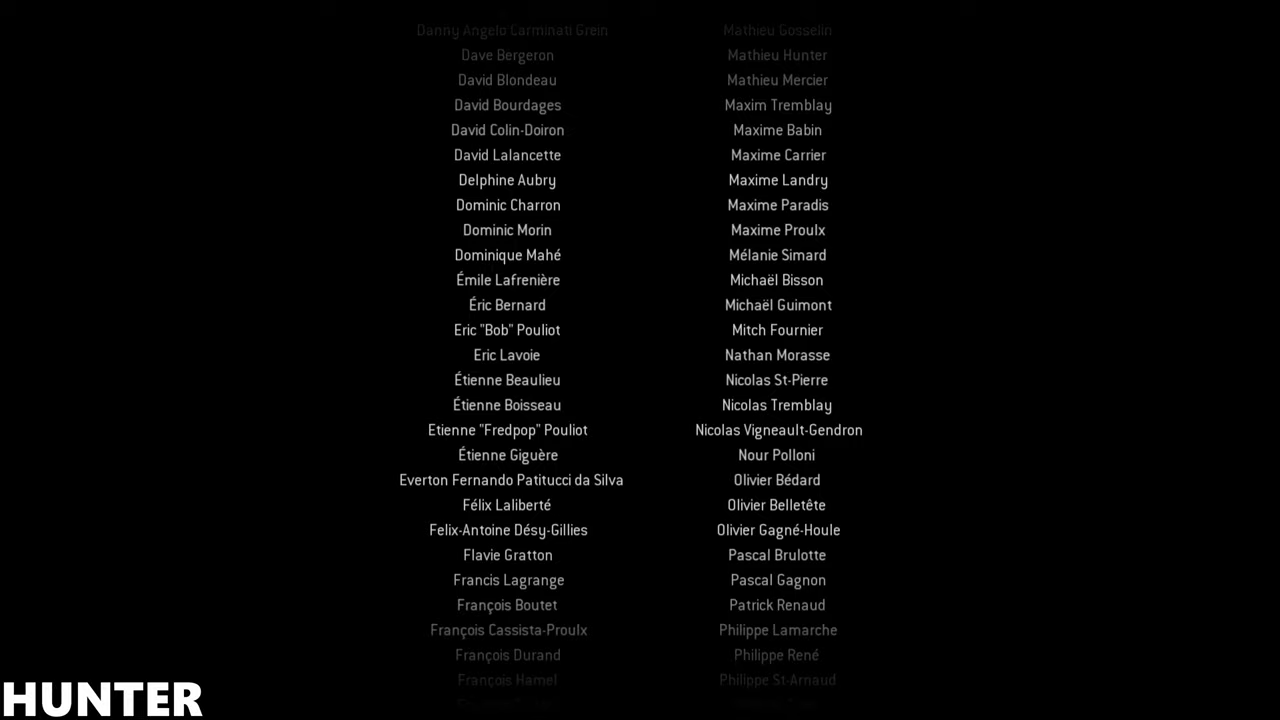 Danny Angelo Carminati Grein
Dave Bergeron
David Blondeau
David Bourdages
David Colin-Doiron
David Lalancette
Delphine Aubry
Dominic Charron
Dominic Morin
Dominique Mahé
Émile Lafrenière
Éric Bernard
Eric "Bob" Pouliot
Eric Lavoie
Étienne Beaulieu
Étienne Boisseau
Etienne "Fredpop" Pouliot
Étienne Giguère
Everton Fernando Patitucci da Silva
Félix Laliberté
Felix-Antoine Désy-Gillies
Flavie Gratton
Francis Lagrange
François Boutet
François Cassista-Proulx
François Durand
François Hamel
Mathieu Gosselin
Mathieu Hunter
Mathieu Mercier
Maxim Tremblay
Maxime Babin
Maxime Carrier
Maxime Landry
Maxime Paradis
Maxime Proulx
Mélanie Simard
Michaël Bisson
Michaël Guimont
Mitch Fournier
Nathan Morasse
Nicolas St-Pierre
Nicolas Tremblay
Nicolas Vigneault-Gendron
Nour Polloni
Olivier Bédard
Olivier Belletête
Olivier Gagné-Houle
Pascal Brulotte
Pascal Gagnon
Patrick Renaud
Philippe Lamarche
Philippe René
Philippe St-Arnaud
HUNTER